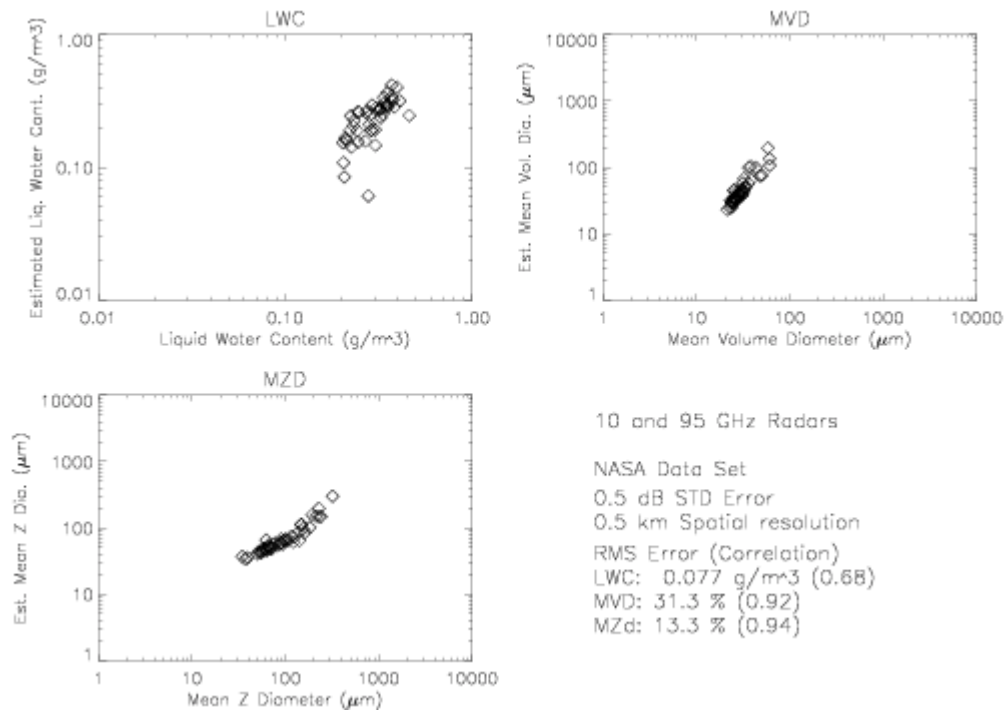 LWC
Estimated Liq. Water Cont. (g/m^3)
1.00
0.10
0.01
0.01
0.10
1.00
Liquid Water Content (g/m^3)
MVD
Est. Mean Vol. Dia. (μm)
10000
1000
100
10
1
1
10
100
1000
10000
Mean Volume Diameter (μm)
MZD
Est. Mean Z Dia. (μm)
10000
1000
100
10
1
1
10
100
1000
10000
Mean Z Diameter (μm)
10 and 95 GHz Radars
NASA Data Set
0.5 dB STD Error
0.5 km Spatial resolution
RMS Error (Correlation)
LWC: 0.077 g/m^3 (0.68)
MVD: 31.3 % (0.92)
MZd: 13.3 % (0.94)